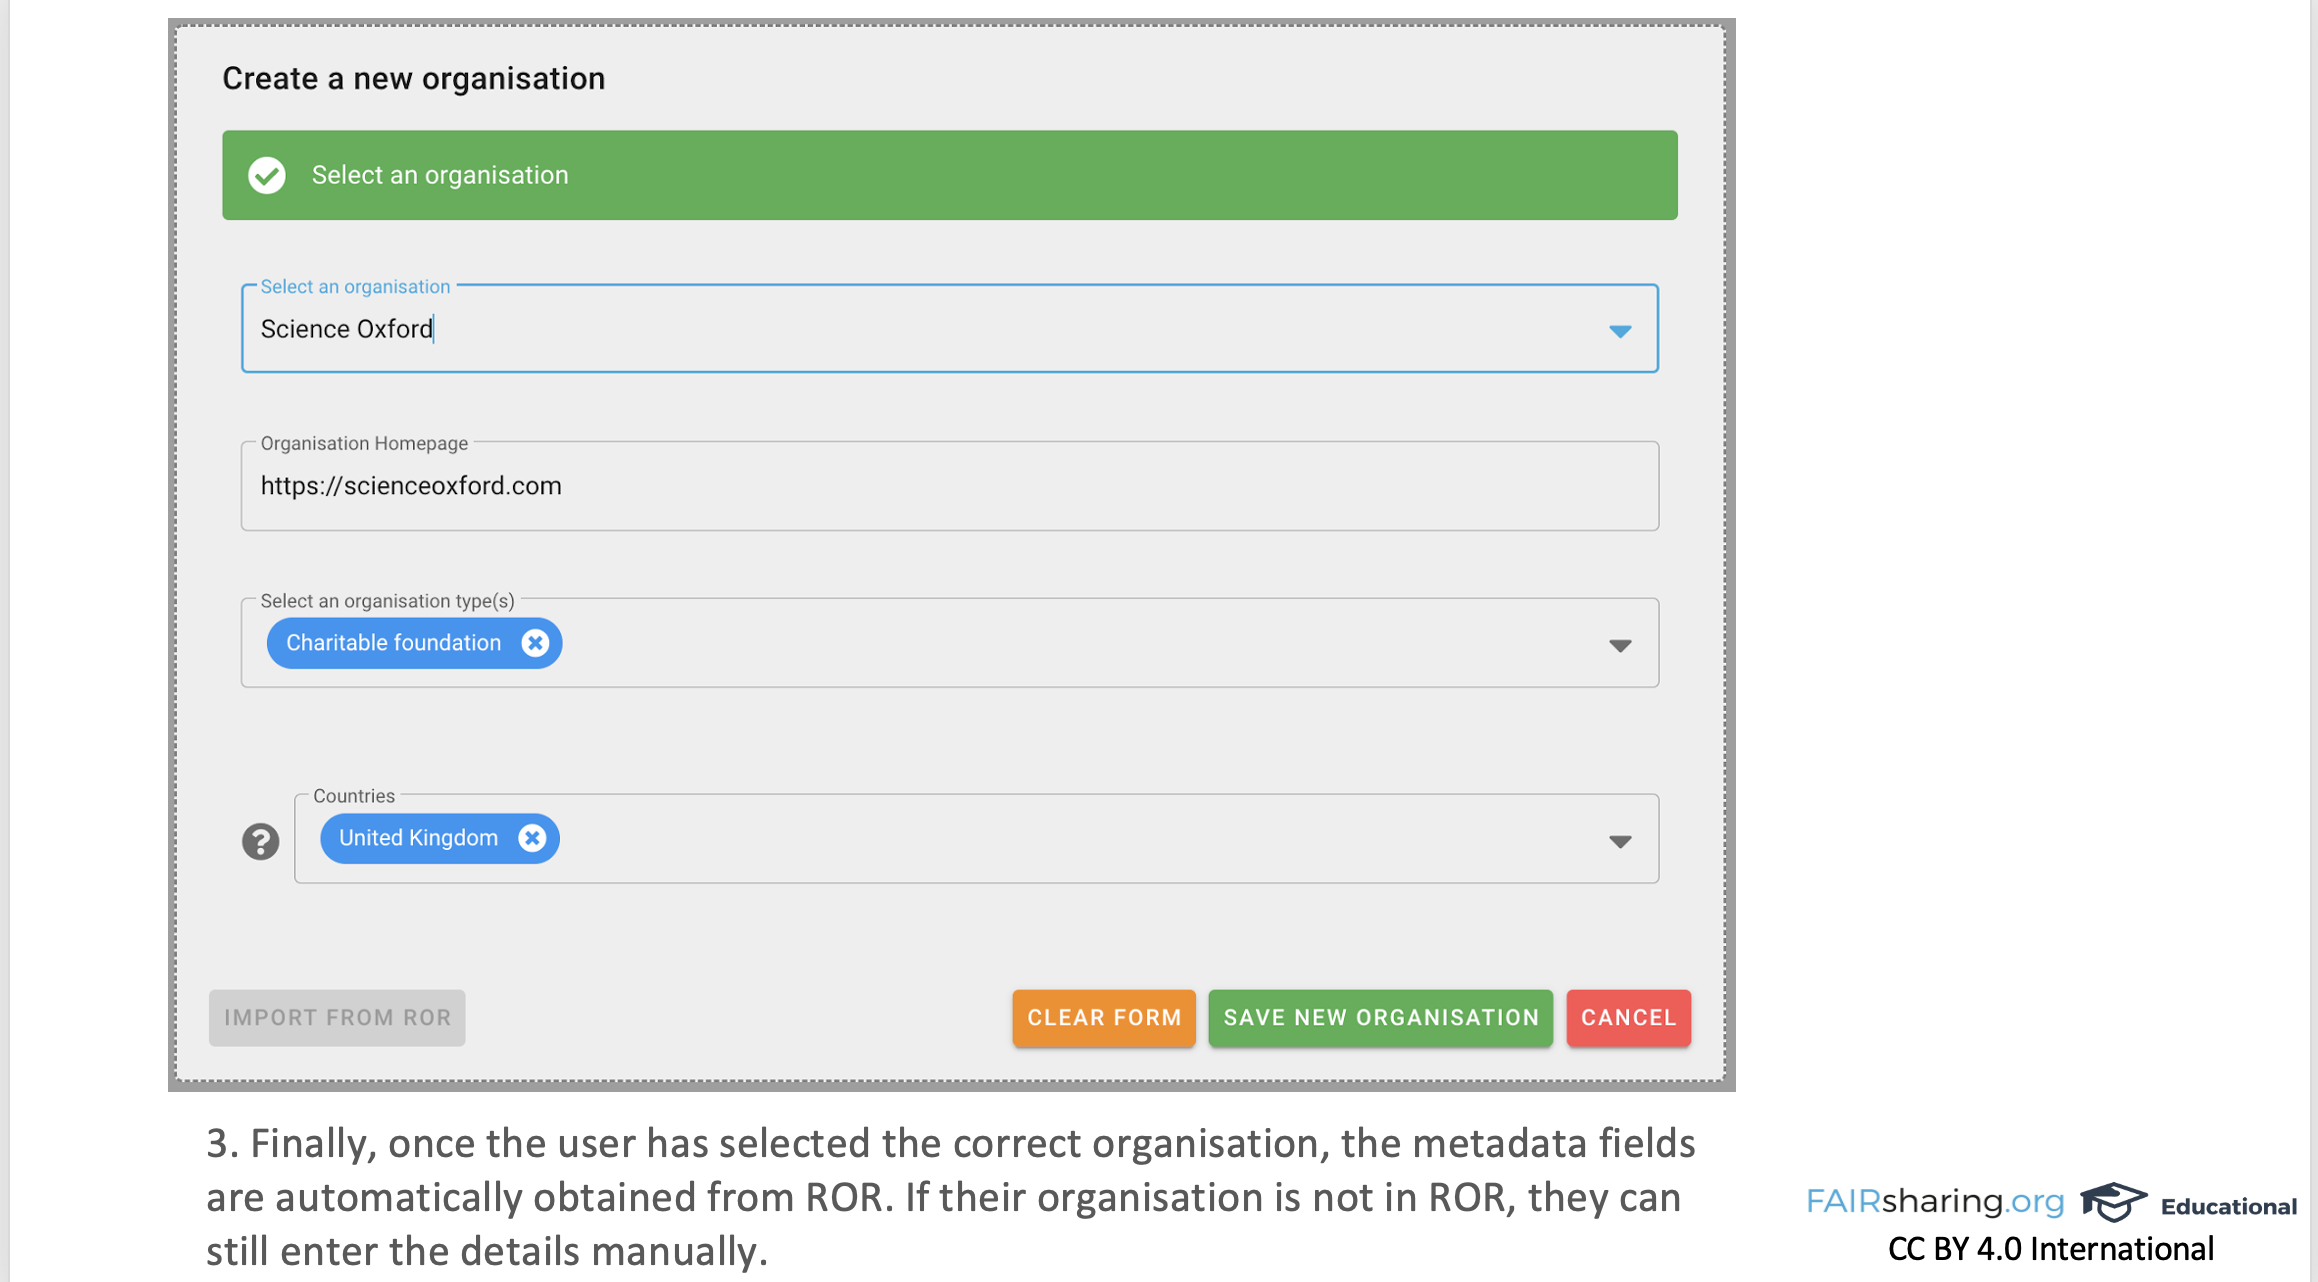 Create a new organisation
Select an organisation
Select an organisation
Science Oxford
Organisation Homepage
https://scienceoxford.com
Select an organisation type(s)
Charitable foundation
Countries
United Kingdom
IMPORT FROM ROR
CLEAR FORM
SAVE NEW ORGANISATION
CANCEL
3. Finally, once the user has selected the correct organisation, the metadata fields
are automatically obtained from ROR. If their organisation is not in ROR, they can
still enter the details manually.
FAIRsharing.org Educational
CC BY 4.0 International